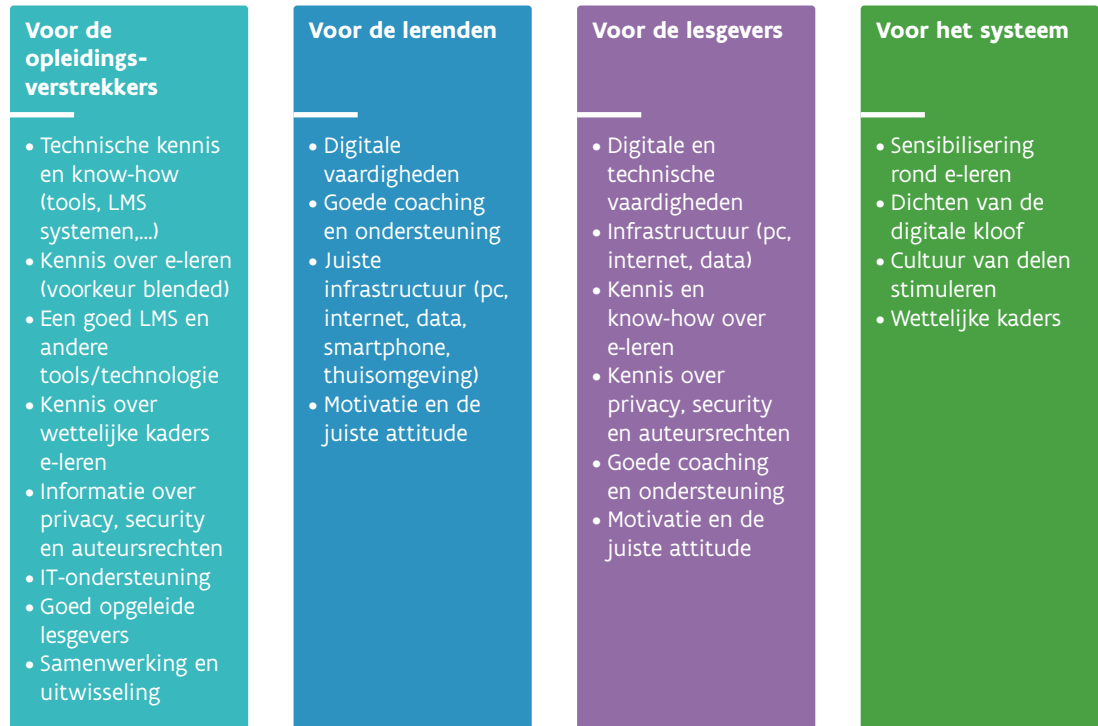 Voor de
opleidings-
verstrekkers
• Technische kennis
en know-how
(tools, LMS
systemen,...)
• Kennis over e-leren
(voorkeur blended)
• Een goed LMS en
andere
tools/technologie
• Kennis over
wettelijke kaders
e-leren
• Informatie over
privacy, security
en auteursrechten
• IT-ondersteuning
• Goed opgeleide
lesgevers
• Samenwerking en
uitwisseling
Voor de lerenden
• Digitale
vaardigheden
• Goede coaching
en ondersteuning
• Juiste
infrastructuur (pc,
internet, data,
smartphone,
thuisomgeving)
• Motivatie en de
juiste attitude
Voor de lesgevers
• Digitale en
technische
vaardigheden
• Infrastructuur (pc,
internet, data)
• Kennis en
know-how over
e-leren
• Kennis over
privacy, security
en auteursrechten
• Goede coaching
en ondersteuning
• Motivatie en de
juiste attitude
Voor het systeem
• Sensibilisering
rond e-leren
• Dichten van de
digitale kloof
• Cultuur van delen
stimuleren
• Wettelijke kaders